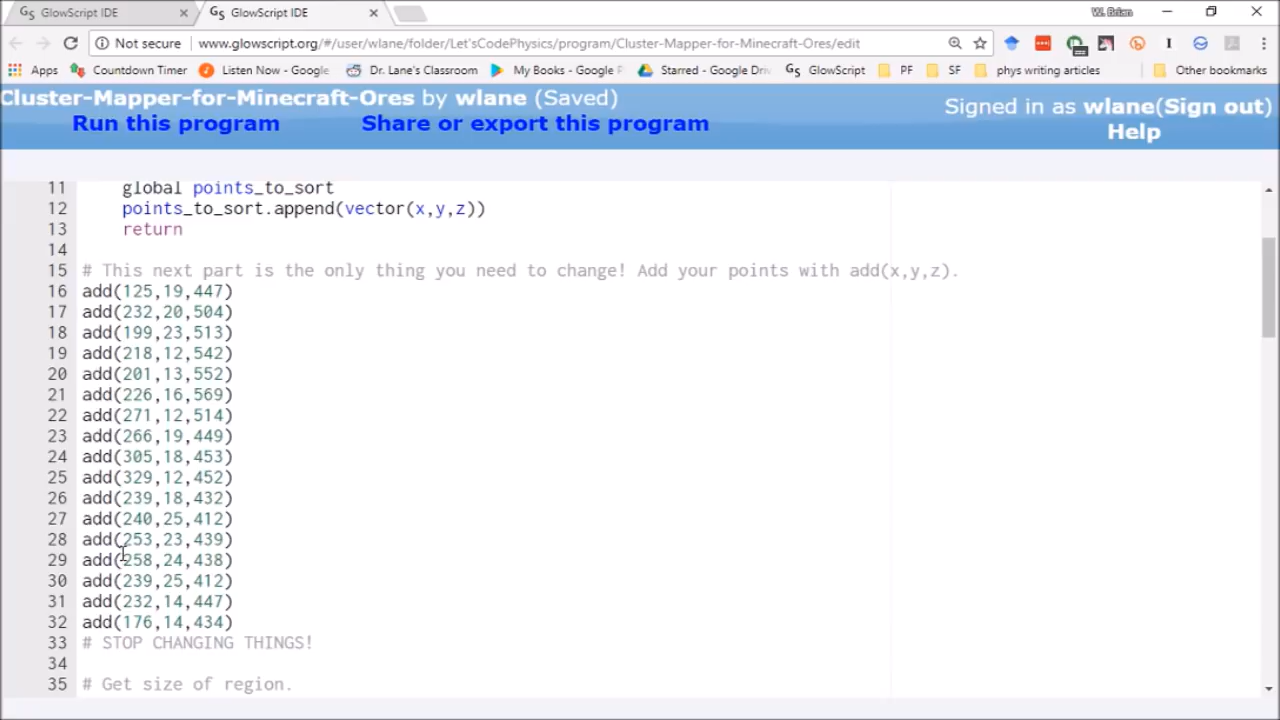 GlowScript IDE
GlowScript IDE
W. Brian
Not secure www.glowscript.org/#/user/wlane/folder/Let'sCodePhysics/program/Cluster-Mapper-for-Minecraft-Ores/edit
Apps Countdown Timer Listen Now - Google Dr. Lane's Classroom My Books - Google P Starred - Google Driv GlowScript PF SF phys writing articles Other bookmarks
Cluster-Mapper-for-Minecraft-Ores by wlane (Saved)
Signed in as wlane(Sign out)
Run this program Share or export this program
Help
11 global points_to_sort
12 points_to_sort.append(vector(x,y,z))
13 return
14
15 # This next part is the only thing you need to change! Add your points with add(x,y,z).
16 add(125,19,447)
17 add(232,20,504)
18 add(199,23,513)
19 add(218,12,542)
20 add(201,13,552)
21 add(226,16,569)
22 add(271,12,514)
23 add(266,19,449)
24 add(305,18,453)
25 add(329,12,452)
26 add(239,18,432)
27 add(240,25,412)
28 add(253,23,439)
29 add(258,24,438)
30 add(239,25,412)
31 add(232,14,447)
32 add(176,14,434)
33 # STOP CHANGING THINGS!
34
35 # Get size of region.